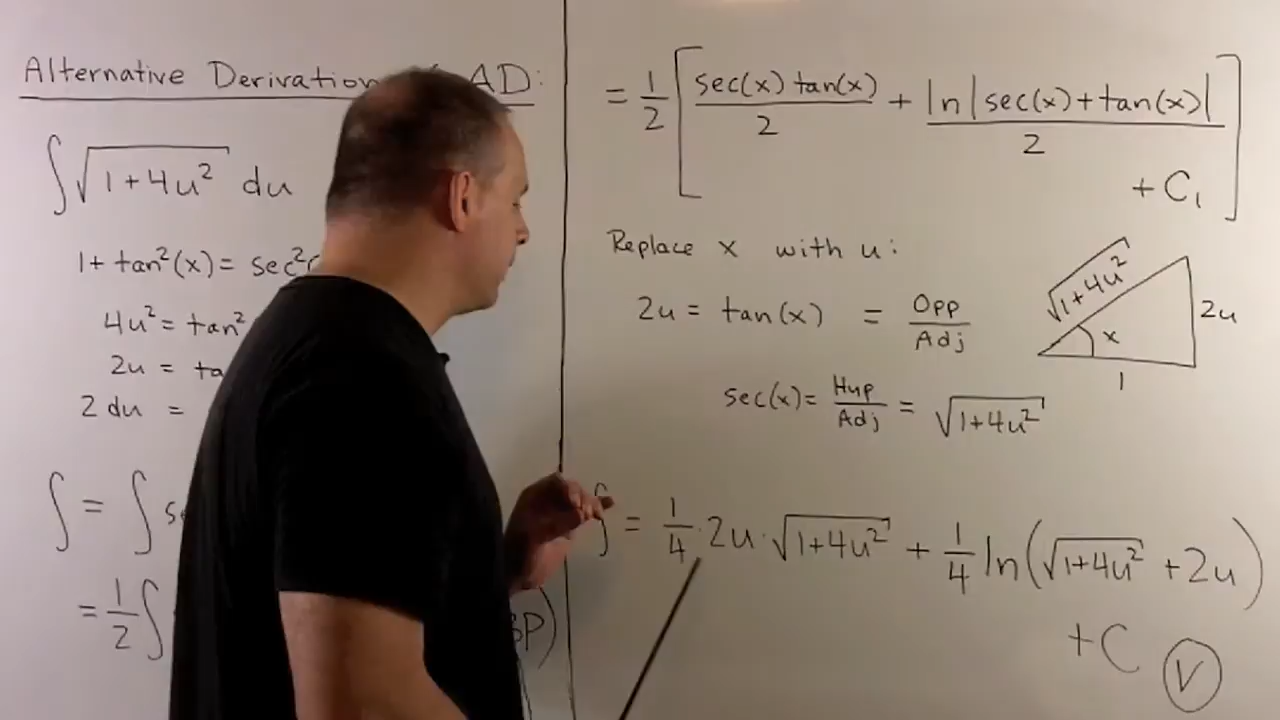 Alternative Derivation AD:
∫√(1+4u²) du
1 + tan²(x) = sec²(
4u² = tan²
2u = ta
2 du =
∫ = ∫ s
= 1/2 ∫
BP)
= 1/2 [ sec(x) tan(x) / 2 + ln|sec(x)+tan(x)| / 2
+ C₁ ]
Replace x with u:
2u = tan(x) = Opp/Adj
sec(x) = Hyp/Adj = √(1+4u²)
√(1+4u²)
x
2u
1
∫ = 1/4 · 2u · √(1+4u²) + 1/4 ln(√(1+4u²) + 2u)
+ C
V